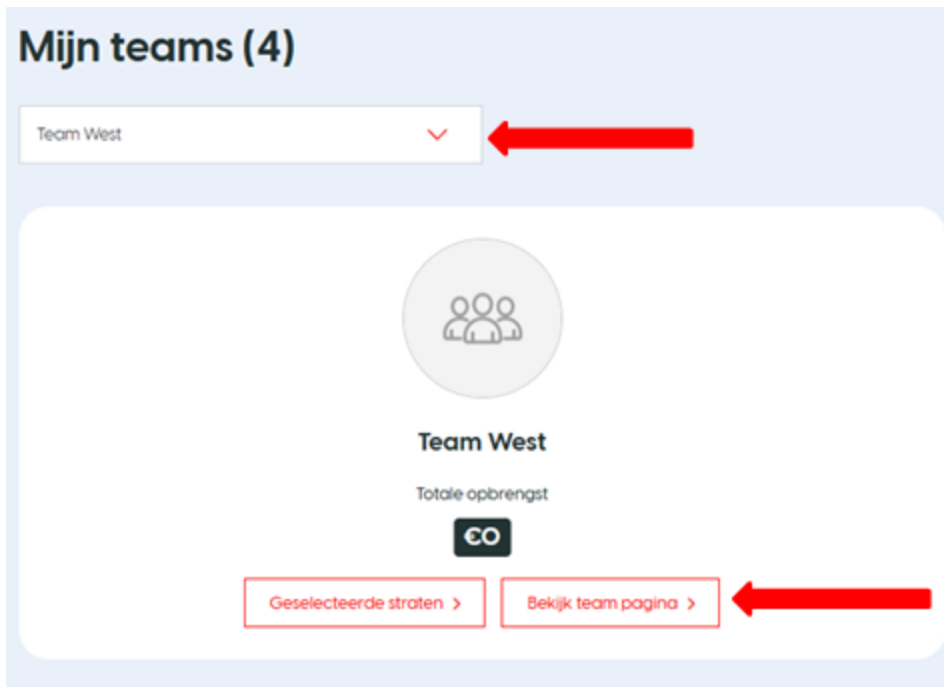 Mijn teams (4)
Team West
Team West
Totale opbrengst
€0
Geselecteerde straten >
Bekijk team pagina >